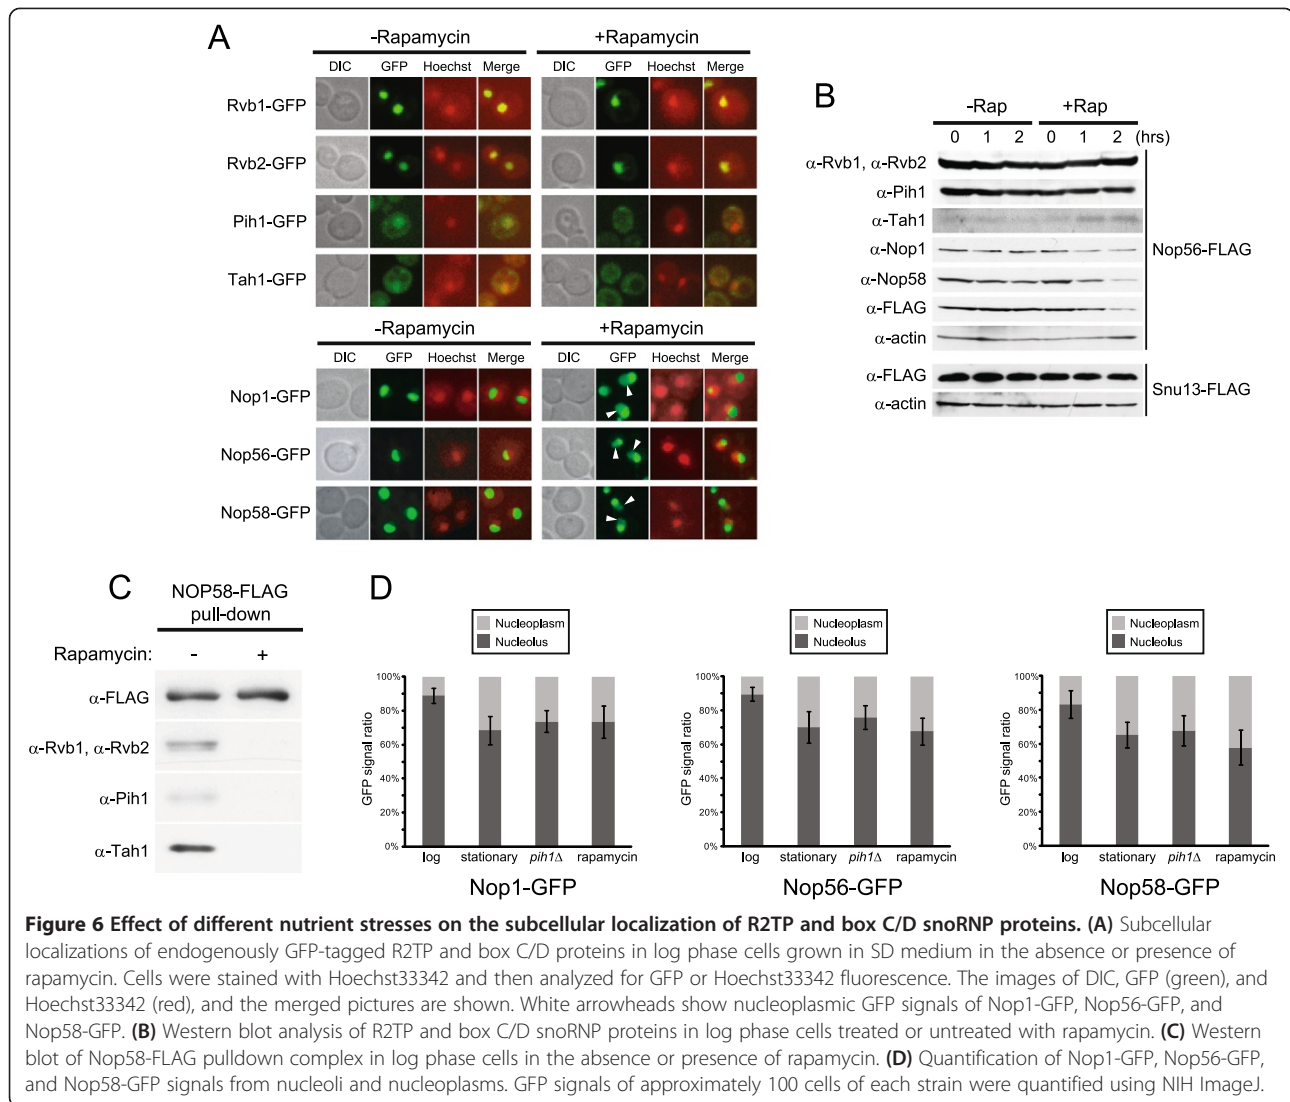 A
-Rapamycin
+Rapamycin
DIC GFP Hoechst Merge
DIC GFP Hoechst Merge
Rvb1-GFP
Rvb2-GFP
Pih1-GFP
Tah1-GFP
-Rapamycin
+Rapamycin
DIC GFP Hoechst Merge
DIC GFP Hoechst Merge
Nop1-GFP
Nop56-GFP
Nop58-GFP
B
-Rap +Rap
0 1 2 0 1 2 (hrs)
α-Rvb1, α-Rvb2
α-Pih1
α-Tah1
α-Nop1
α-Nop58
α-FLAG
α-actin
Nop56-FLAG
α-FLAG
α-actin
Snu13-FLAG
C
NOP58-FLAG
pull-down
Rapamycin: - +
α-FLAG
α-Rvb1, α-Rvb2
α-Pih1
α-Tah1
D
Nucleoplasm
Nucleolus
GFP signal ratio
100%
80%
60%
40%
20%
0%
log stationary pih1Δ rapamycin
Nop1-GFP
Nucleoplasm
Nucleolus
GFP signal ratio
100%
80%
60%
40%
20%
0%
log stationary pih1Δ rapamycin
Nop56-GFP
Nucleoplasm
Nucleolus
GFP signal ratio
100%
80%
60%
40%
20%
0%
log stationary pih1Δ rapamycin
Nop58-GFP
Figure 6 Effect of different nutrient stresses on the subcellular localization of R2TP and box C/D snoRNP proteins. (A) Subcellular
localizations of endogenously GFP-tagged R2TP and box C/D proteins in log phase cells grown in SD medium in the absence or presence of
rapamycin. Cells were stained with Hoechst33342 and then analyzed for GFP or Hoechst33342 fluorescence. The images of DIC, GFP (green), and
Hoechst33342 (red), and the merged pictures are shown. White arrowheads show nucleoplasmic GFP signals of Nop1-GFP, Nop56-GFP, and
Nop58-GFP. (B) Western blot analysis of R2TP and box C/D snoRNP proteins in log phase cells treated or untreated with rapamycin. (C) Western
blot of Nop58-FLAG pulldown complex in log phase cells in the absence or presence of rapamycin. (D) Quantification of Nop1-GFP, Nop56-GFP,
and Nop58-GFP signals from nucleoli and nucleoplasms. GFP signals of approximately 100 cells of each strain were quantified using NIH ImageJ.